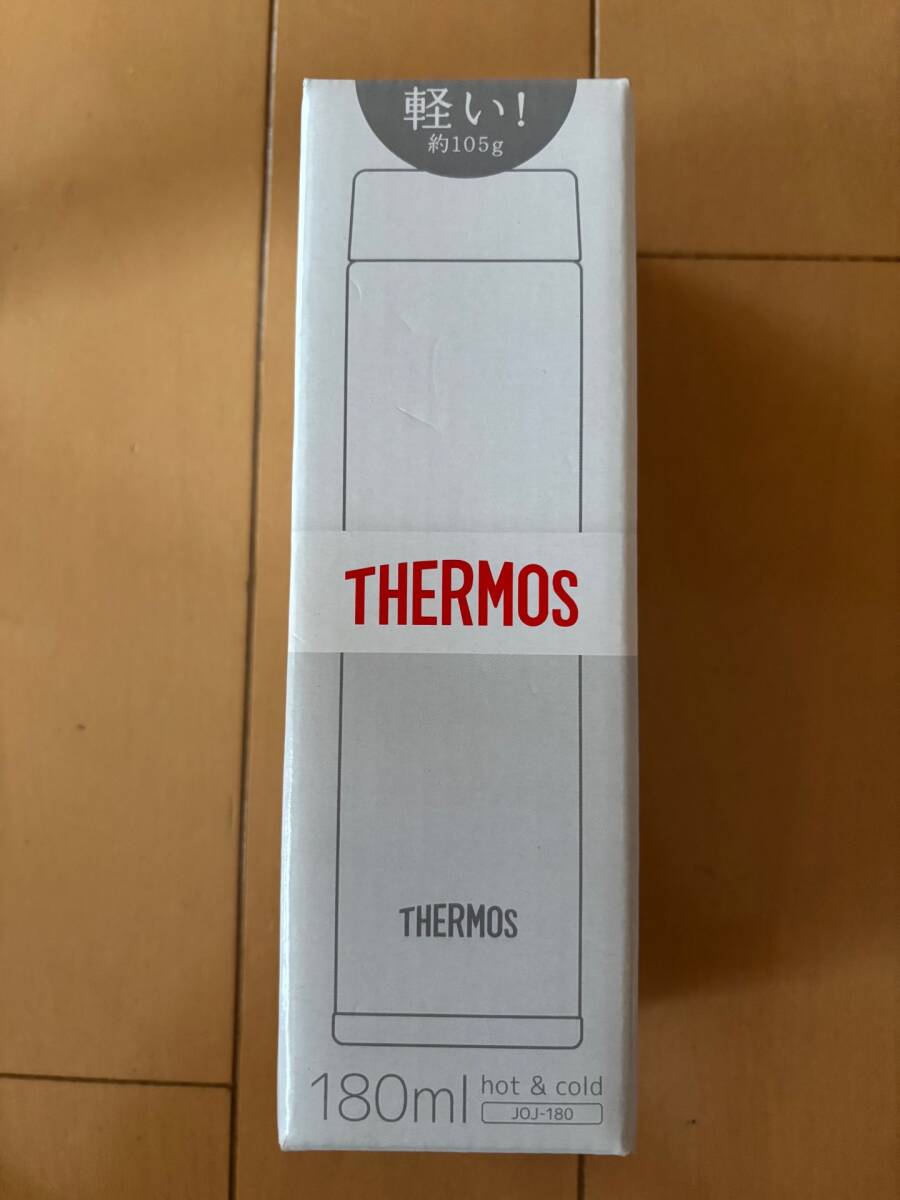 軽い!
約105g
THERMOS
THERMOS
180ml hot & cold
JOJ-180